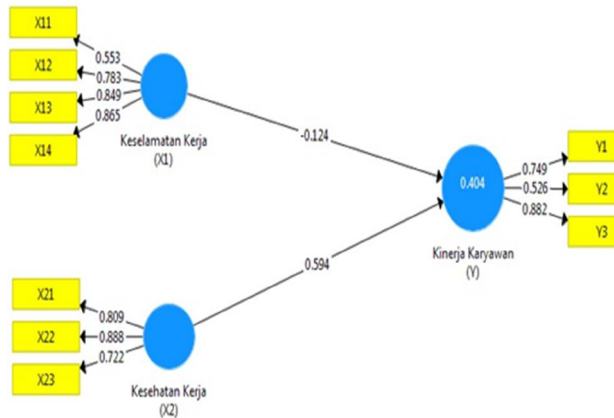 X11
0.553
X12
0.783
X13
0.849
X14
0.865
Keselamatan Kerja
(X1)
-0.124
0.404
Kinerja Karyawan
(Y)
0.749
Y1
0.526
Y2
0.882
Y3
0.594
X21
0.809
X22
0.888
X23
0.722
Kesehatan Kerja
(X2)